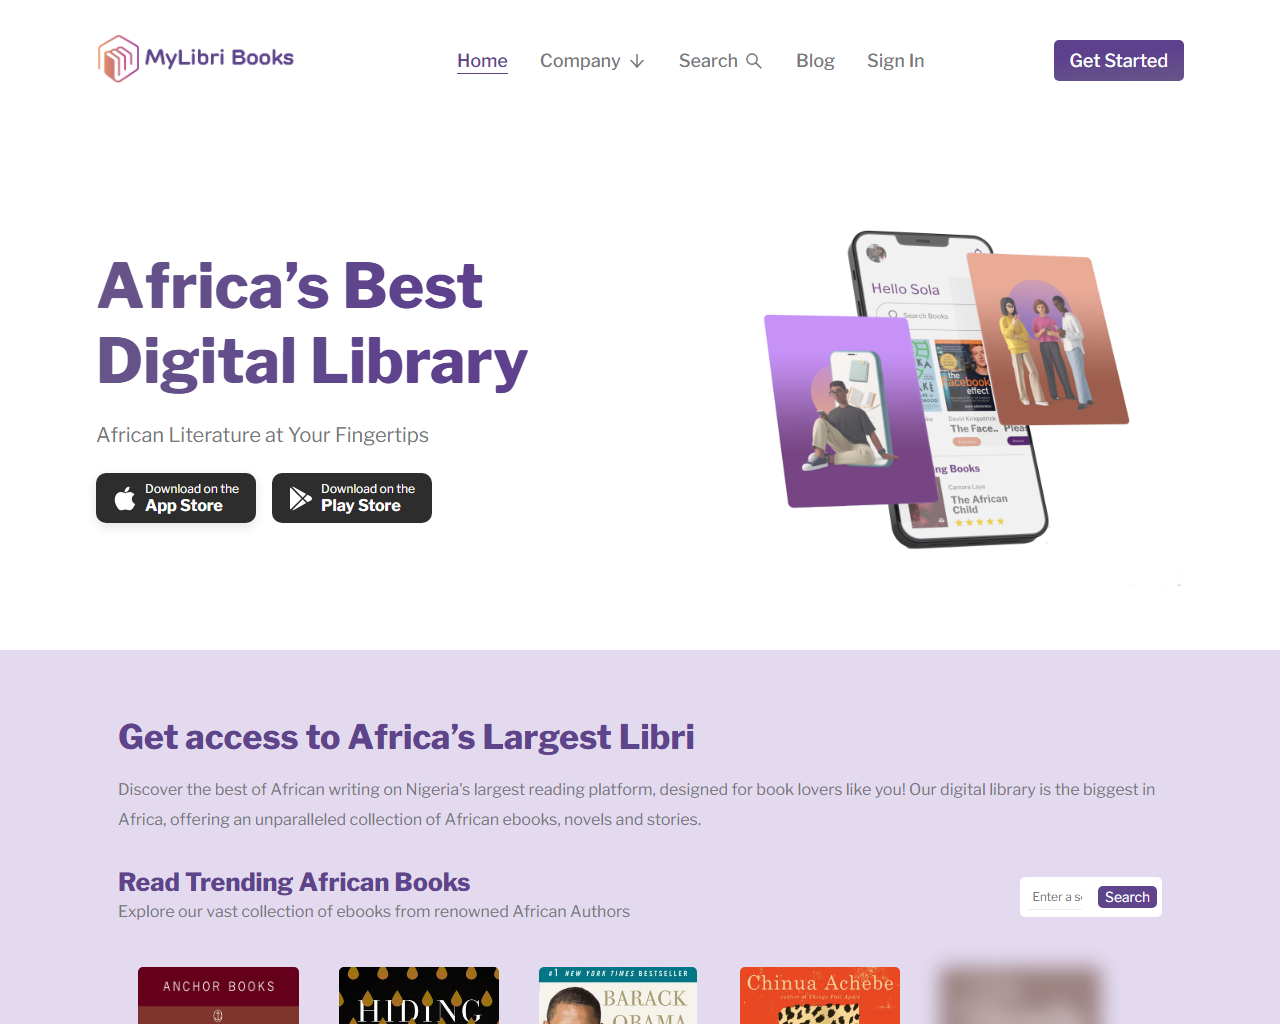 MyLibri Books
Home
Company
Search
Blog
Sign In
Get Started
Africa’s Best
Digital Library
African Literature at Your Fingertips
Download on the
App Store
Download on the
Play Store
Hello Sola
Search Books
the
facebook
effect
David Kirkpatrick
The Face..
Pleas
ng Books
Camara Laye
The African
Child
Get access to Africa’s Largest Libri
Discover the best of African writing on Nigeria's largest reading platform, designed for book lovers like you! Our digital library is the biggest in
Africa, offering an unparalleled collection of African ebooks, novels and stories.
Read Trending African Books
Explore our vast collection of ebooks from renowned African Authors
Enter a se
Search
ANCHOR BOOKS
HIDING
#1 NEW YORK TIMES BESTSELLER
BARACK
OBAMA
Chinua Achebe
author of Things Fall Apart